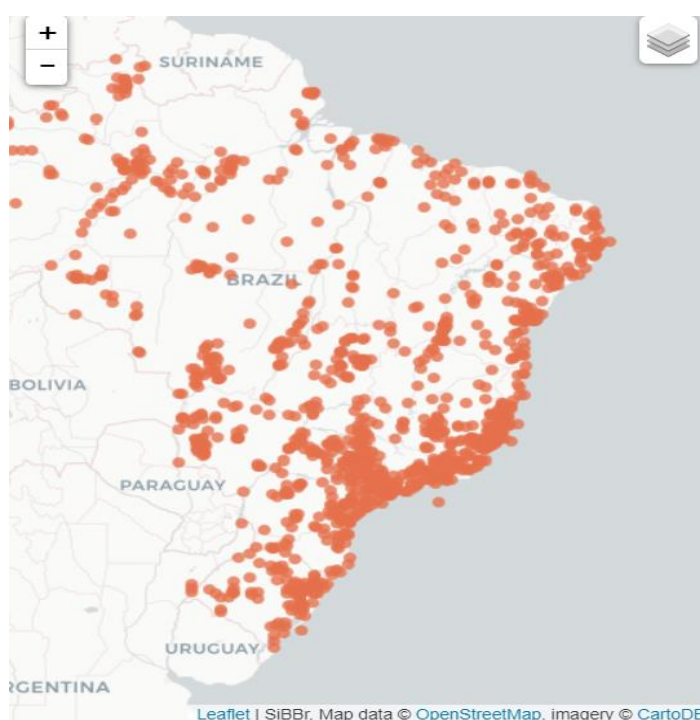 +
−
SURINAME
BRAZIL
BOLIVIA
PARAGUAY
URUGUAY
RGENTINA
Leaflet | SiBBr, Map data © OpenStreetMap, imagery © CartoDB